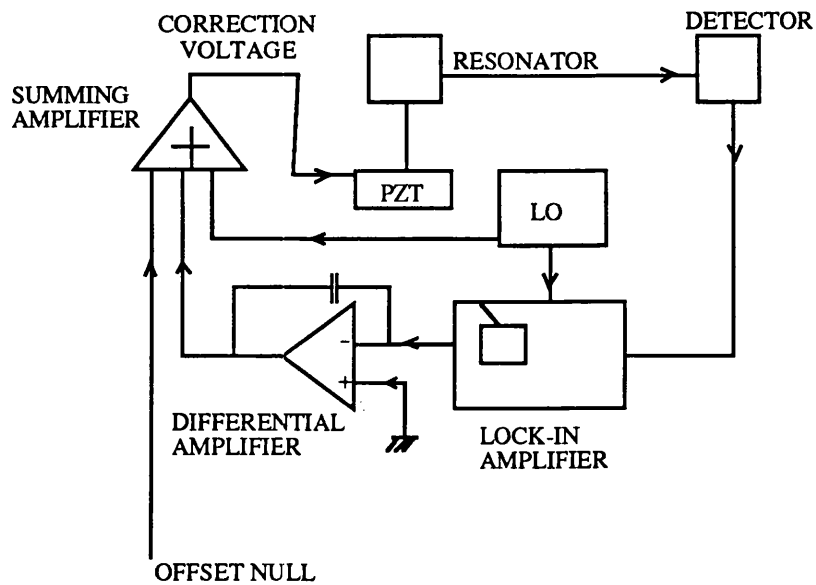 CORRECTION
VOLTAGE
DETECTOR
RESONATOR
SUMMING
AMPLIFIER
+
PZT
LO
-
+
DIFFERENTIAL
AMPLIFIER
LOCK-IN
AMPLIFIER
OFFSET NULL